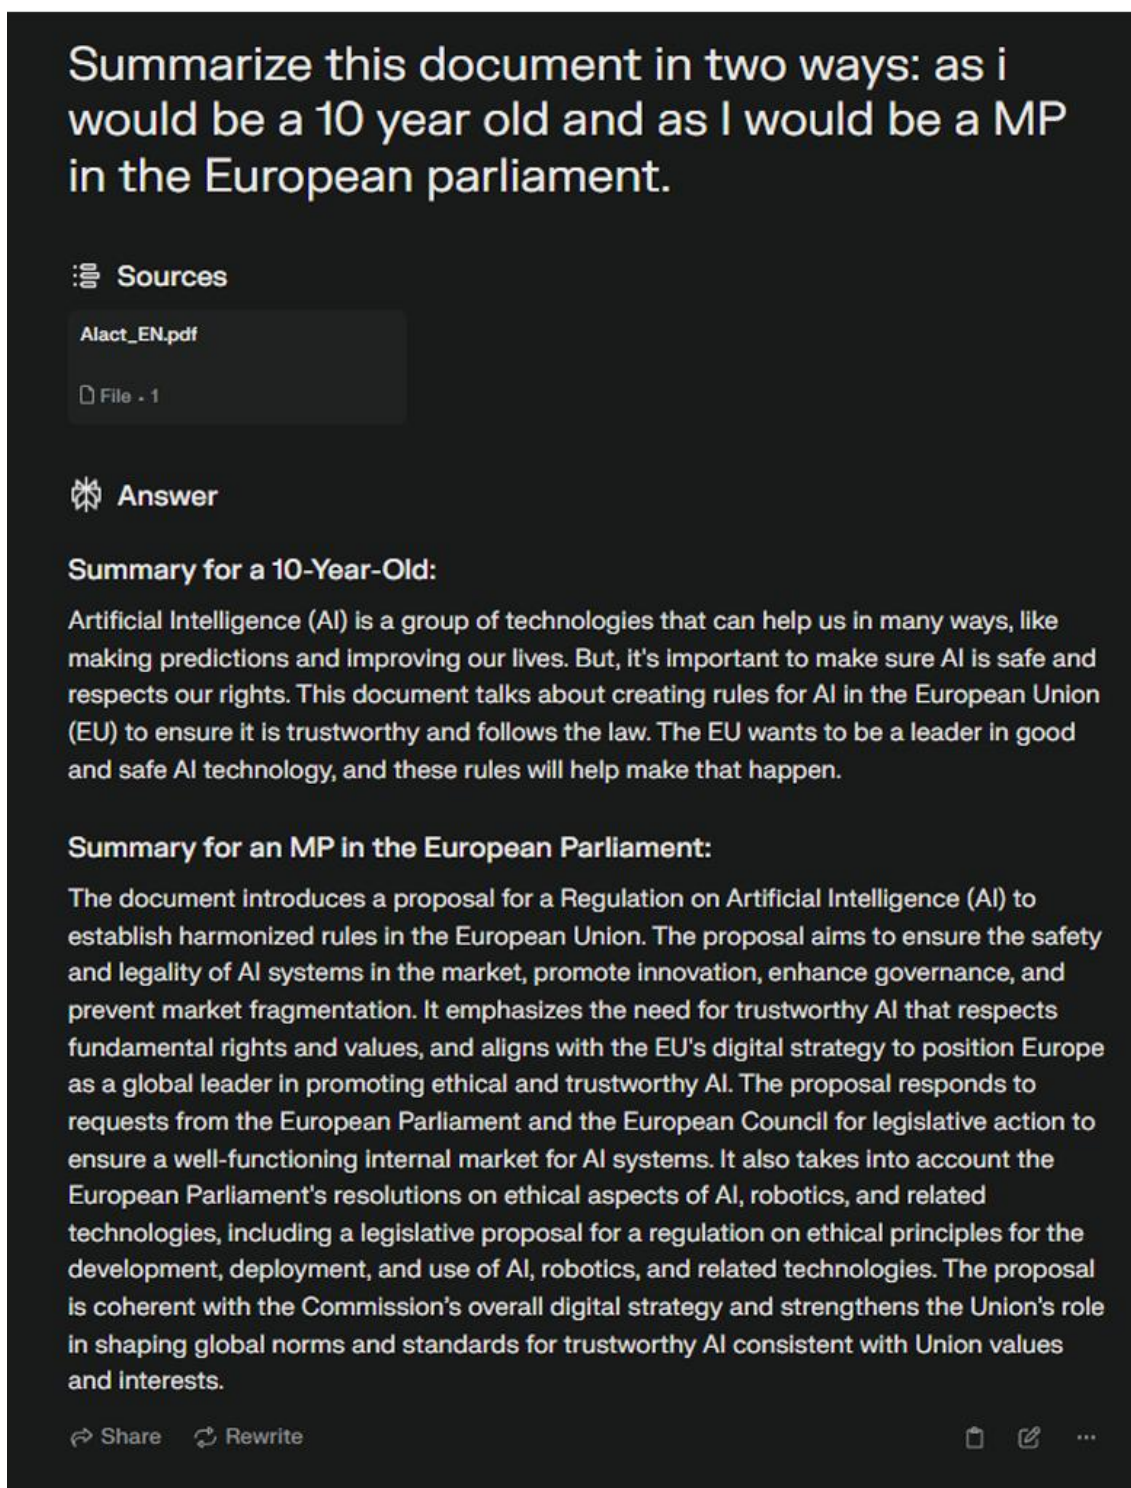 Summarize this document in two ways: as i
would be a 10 year old and as I would be a MP
in the European parliament.
Sources
AIact_EN.pdf
File • 1
Answer
Summary for a 10-Year-Old:
Artificial Intelligence (AI) is a group of technologies that can help us in many ways, like
making predictions and improving our lives. But, it's important to make sure AI is safe and
respects our rights. This document talks about creating rules for AI in the European Union
(EU) to ensure it is trustworthy and follows the law. The EU wants to be a leader in good
and safe AI technology, and these rules will help make that happen.
Summary for an MP in the European Parliament:
The document introduces a proposal for a Regulation on Artificial Intelligence (AI) to
establish harmonized rules in the European Union. The proposal aims to ensure the safety
and legality of AI systems in the market, promote innovation, enhance governance, and
prevent market fragmentation. It emphasizes the need for trustworthy AI that respects
fundamental rights and values, and aligns with the EU's digital strategy to position Europe
as a global leader in promoting ethical and trustworthy AI. The proposal responds to
requests from the European Parliament and the European Council for legislative action to
ensure a well-functioning internal market for AI systems. It also takes into account the
European Parliament's resolutions on ethical aspects of AI, robotics, and related
technologies, including a legislative proposal for a regulation on ethical principles for the
development, deployment, and use of AI, robotics, and related technologies. The proposal
is coherent with the Commission's overall digital strategy and strengthens the Union's role
in shaping global norms and standards for trustworthy AI consistent with Union values
and interests.
Share Rewrite